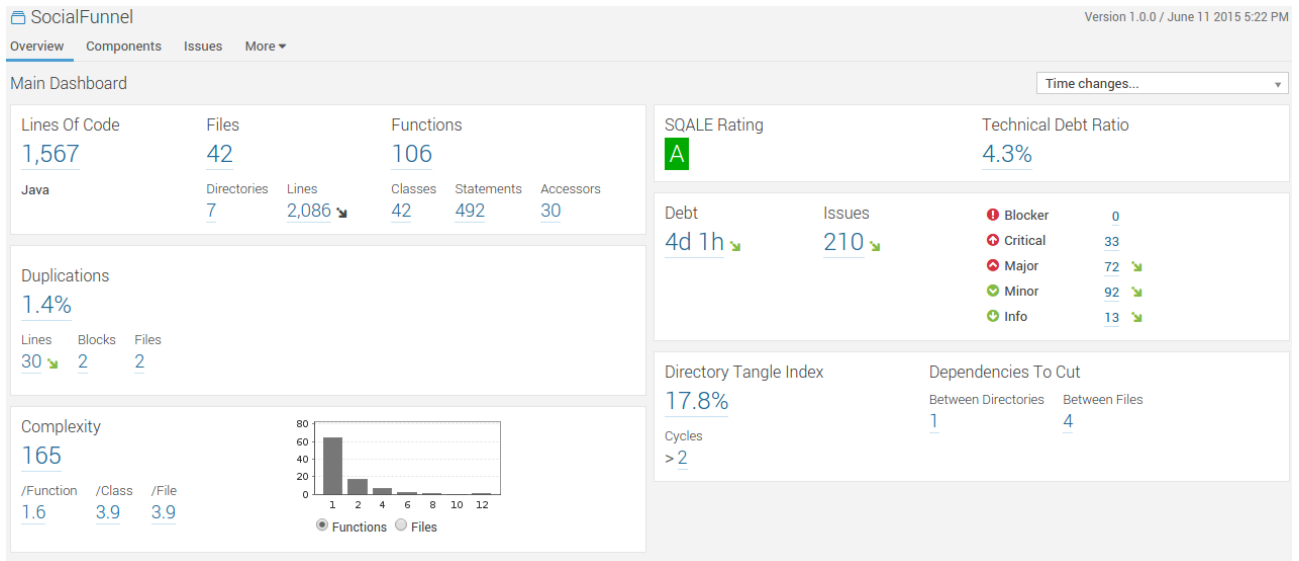 SocialFunnel
Version 1.0.0 / June 11 2015 5:22 PM
Overview Components Issues More
Main Dashboard
Time changes...
Lines Of Code Files Functions
1,567 42 106
Java
Directories Lines Classes Statements Accessors
7 2,086 42 492 30
SQALE Rating Technical Debt Ratio
A 4.3%
Debt Issues
4d 1h 210
Blocker 0
Critical 33
Major 72
Minor 92
Info 13
Duplications
1.4%
Lines Blocks Files
30 2 2
Directory Tangle Index Dependencies To Cut
17.8%
Between Directories Between Files
1 4
Cycles
> 2
Complexity
165
/Function /Class /File
1.6 3.9 3.9
80
60
40
20
0
1 2 4 6 8 10 12
Functions Files